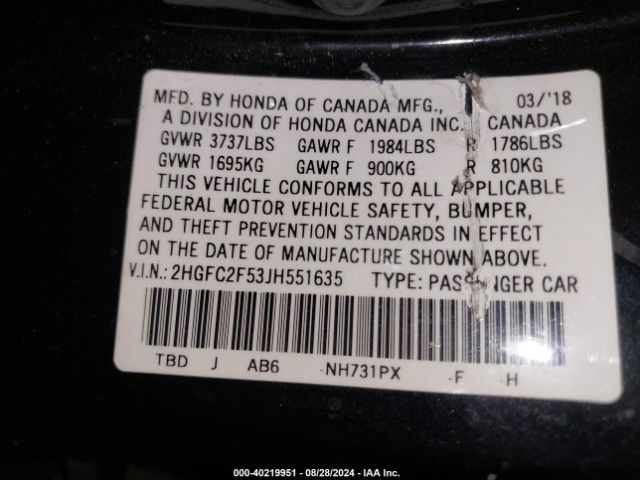 MFD. BY HONDA OF CANADA MFG., 03/'18
A DIVISION OF HONDA CANADA INC. CANADA
GVWR 3737LBS GAWR F 1984LBS R 1786LBS
GVWR 1695KG GAWR F 900KG R 810KG
THIS VEHICLE CONFORMS TO ALL APPLICABLE
FEDERAL MOTOR VEHICLE SAFETY, BUMPER,
AND THEFT PREVENTION STANDARDS IN EFFECT
ON THE DATE OF MANUFACTURE SHOWN ABOVE.
V.I.N.: 2HGFC2F53JH551635 TYPE: PASSENGER CAR
TBD J AB6 -NH731PX -F -H
000-40219951 - 08/28/2024 - IAA Inc.